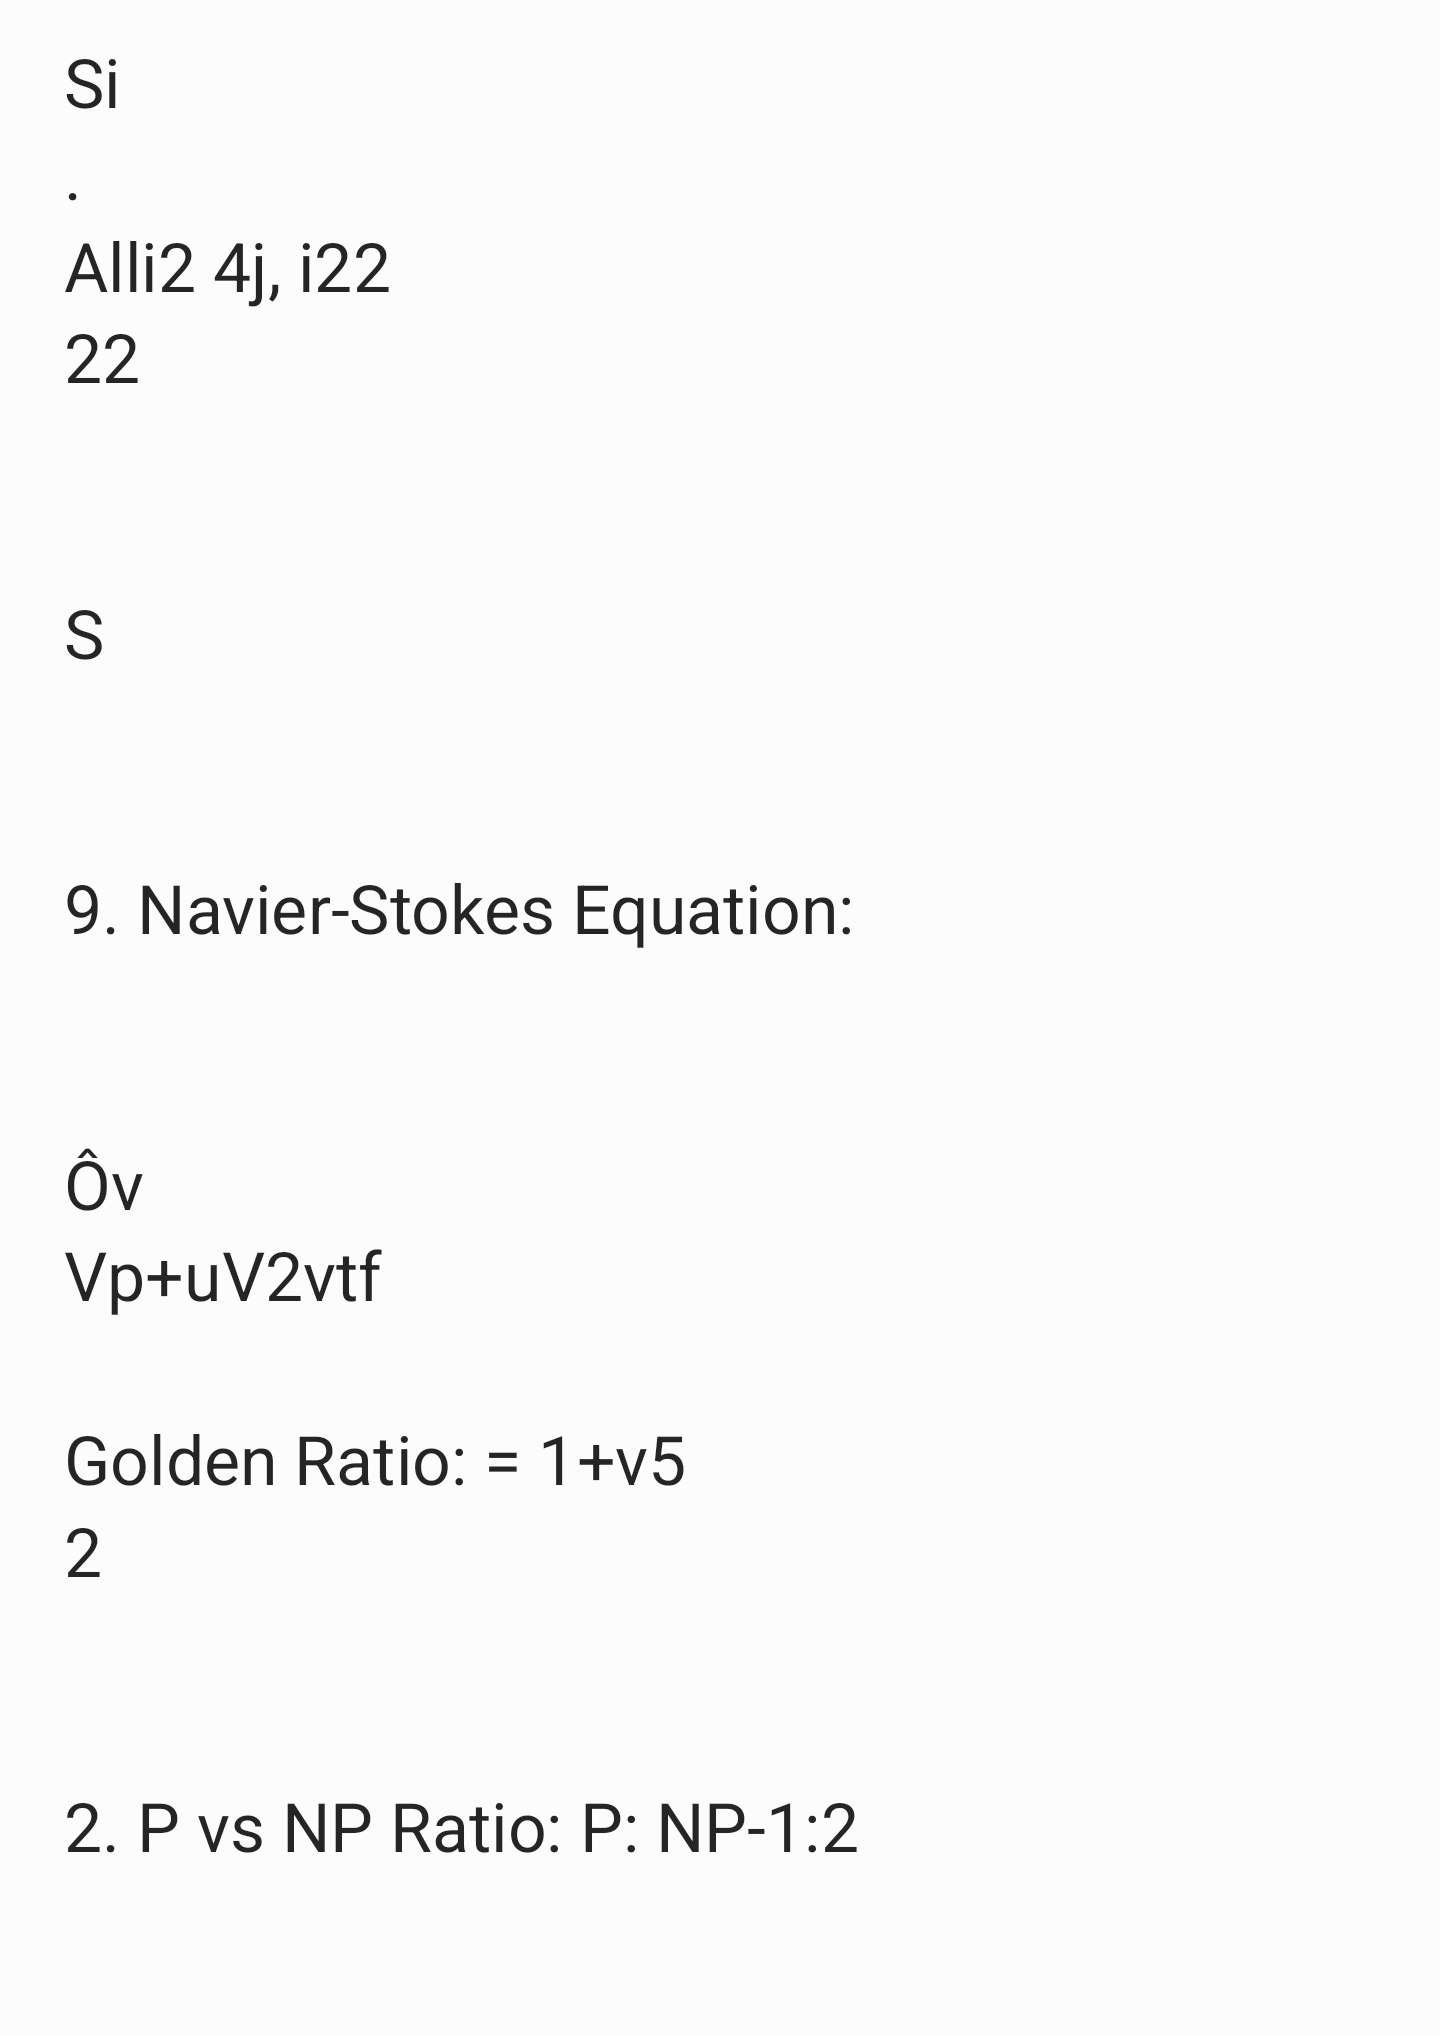 Si
.
Alli2 4j, i22
22
S
9. Navier-Stokes Equation:
Ôv
Vp+uV2vtf
Golden Ratio: = 1+v5
2
2. P vs NP Ratio: P: NP-1:2